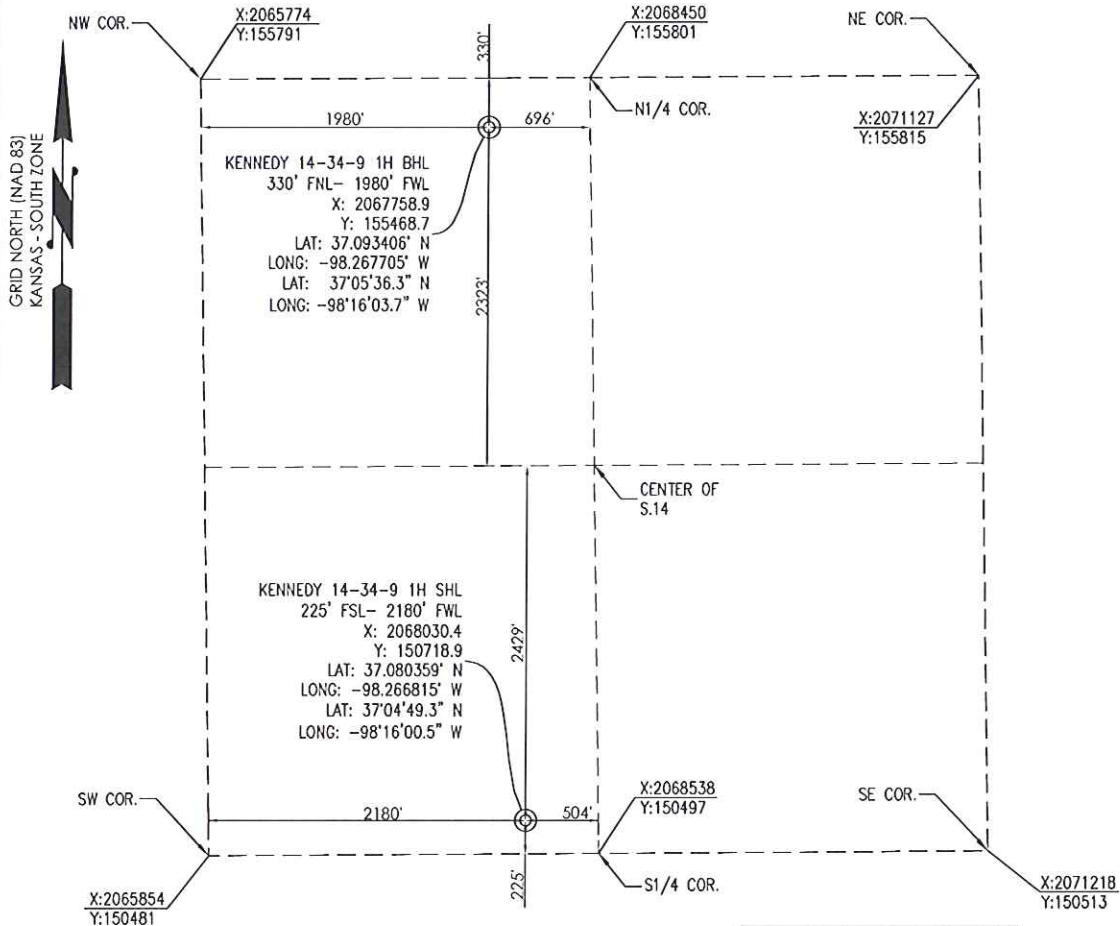 NW COR.
X:2065774
Y:155791
330'
X:2068450
Y:155801
NE COR.
N1/4 COR.
X:2071127
Y:155815
1980'
696'
GRID NORTH (NAD 83)
KANSAS - SOUTH ZONE
KENNEDY 14-34-9 1H BHL
330' FNL- 1980' FWL
X: 2067758.9
Y: 155468.7
LAT: 37.093406° N
LONG: -98.267705° W
LAT: 37°05'36.3" N
LONG: -98°16'03.7" W
2323'
CENTER OF
S.14
KENNEDY 14-34-9 1H SHL
225' FSL- 2180' FWL
X: 2068030.4
Y: 150718.9
LAT: 37.080359° N
LONG: -98.266815° W
LAT: 37°04'49.3" N
LONG: -98°16'00.5" W
2429'
SW COR.
2180'
504'
X:2068538
Y:150497
SE COR.
X:2065854
Y:150481
225'
S1/4 COR.
X:2071218
Y:150513